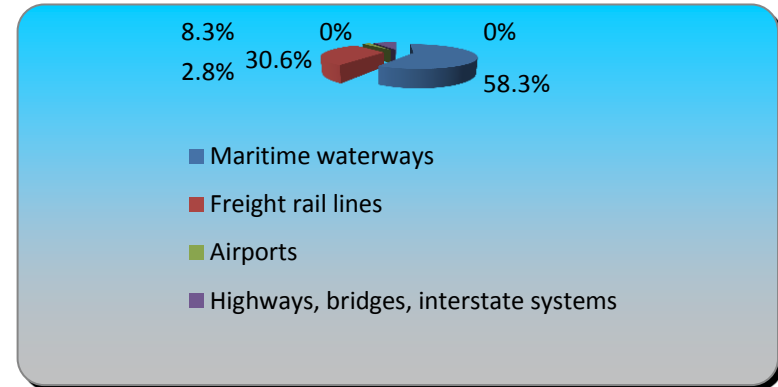 8.3% 0% 0%
2.8% 30.6%
58.3%
Maritime waterways
Freight rail lines
Airports
Highways, bridges, interstate systems